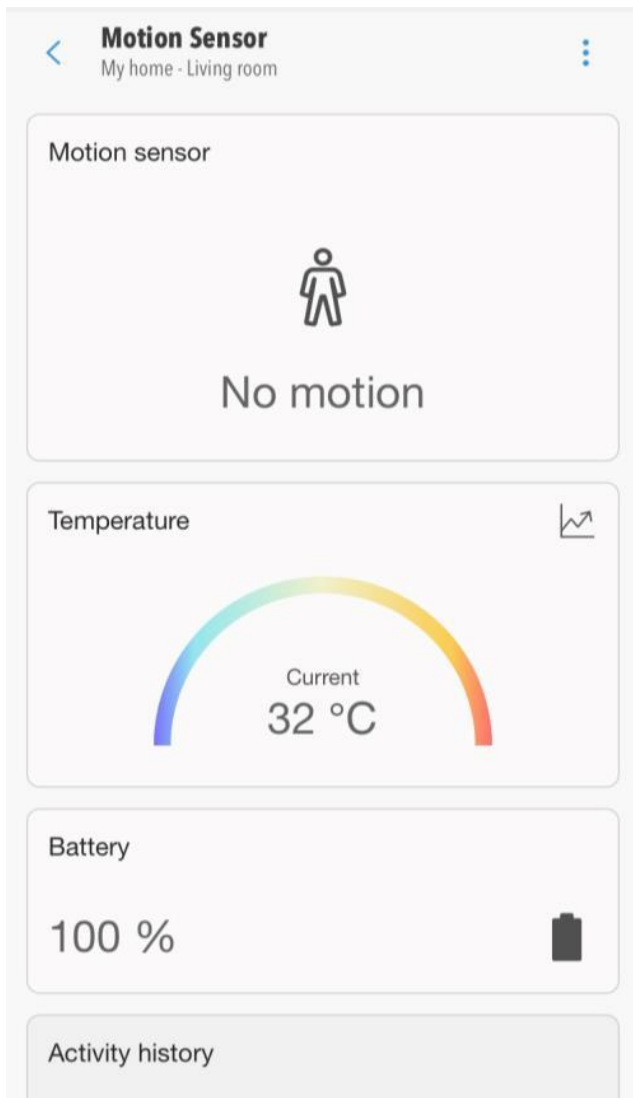 Motion Sensor
My home - Living room
Motion sensor
No motion
Temperature
Current
32 °C
Battery
100 %
Activity history